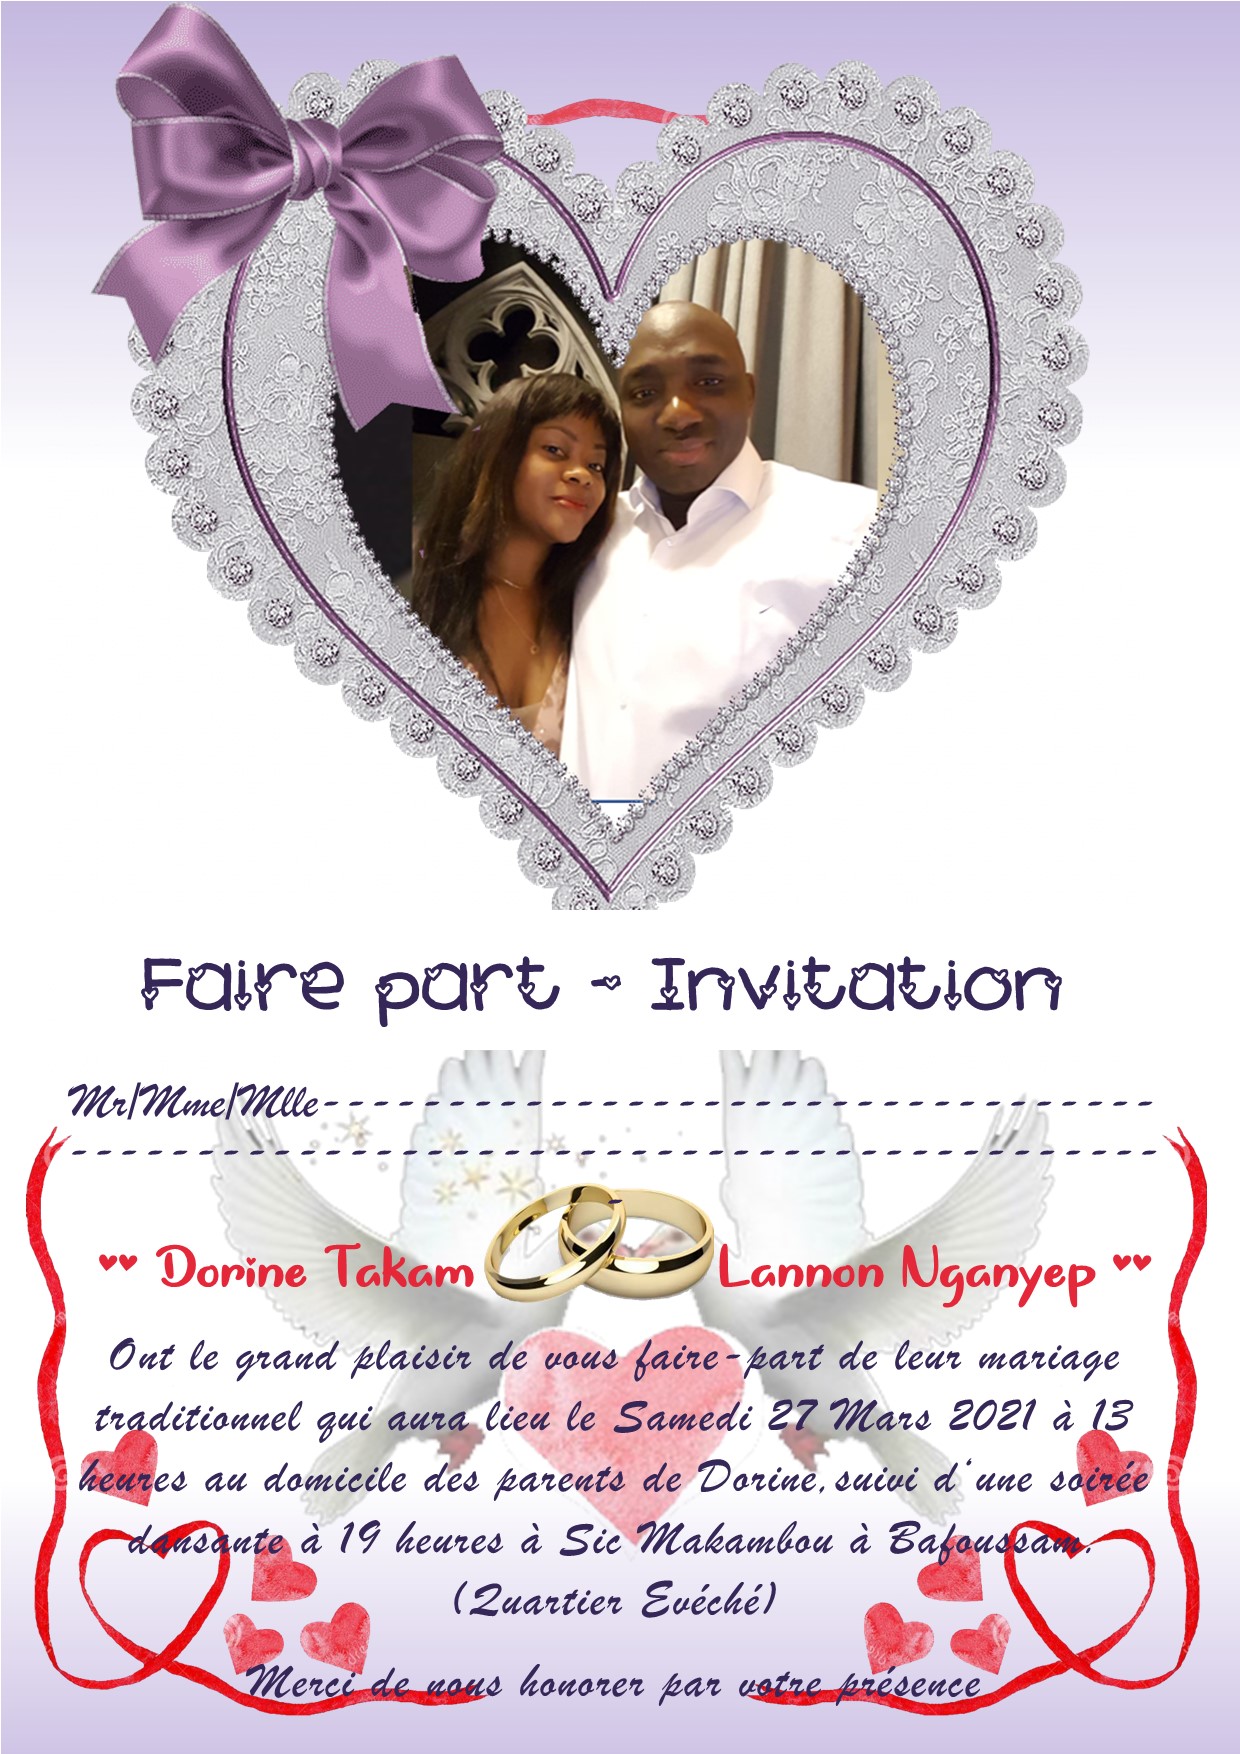 Faire part - Invitation
Mr/Mme/Mlle----------------------------------
--------------------------------------------
Dorine Takam Lannon Nganyep
Ont le grand plaisir de vous faire-part de leur mariage
traditionnel qui aura lieu le Samedi 27 Mars 2021 à 13
heures au domicile des parents de Dorine,suivi d'une soirée
dansante à 19 heures à Sic Makambou à Bafoussam.
(Quartier Evéché)
Merci de nous honorer par votre présence